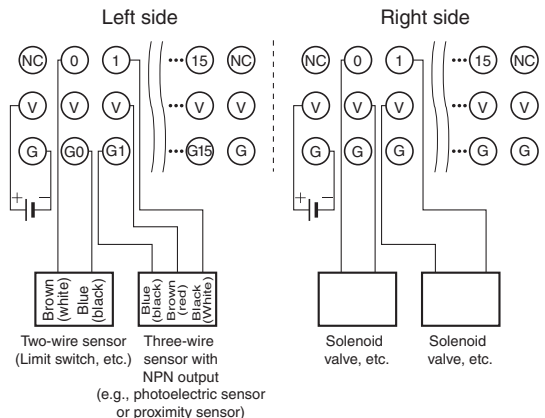 Left side
Right side
NC 0 1 ••• 15 NC
V V V ••• V V
G G0 G1 ••• G15 G
+ −
NC 0 1 ••• 15 NC
V V V ••• V V
G G G ••• G G
+ −
Brown
(white)
Blue
(black)
Blue
(black)
Brown
(red)
Black
(White)
Two-wire sensor
(Limit switch, etc.)
Three-wire
sensor with
NPN output
(e.g., photoelectric sensor
or proximity sensor)
Solenoid
valve, etc.
Solenoid
valve, etc.